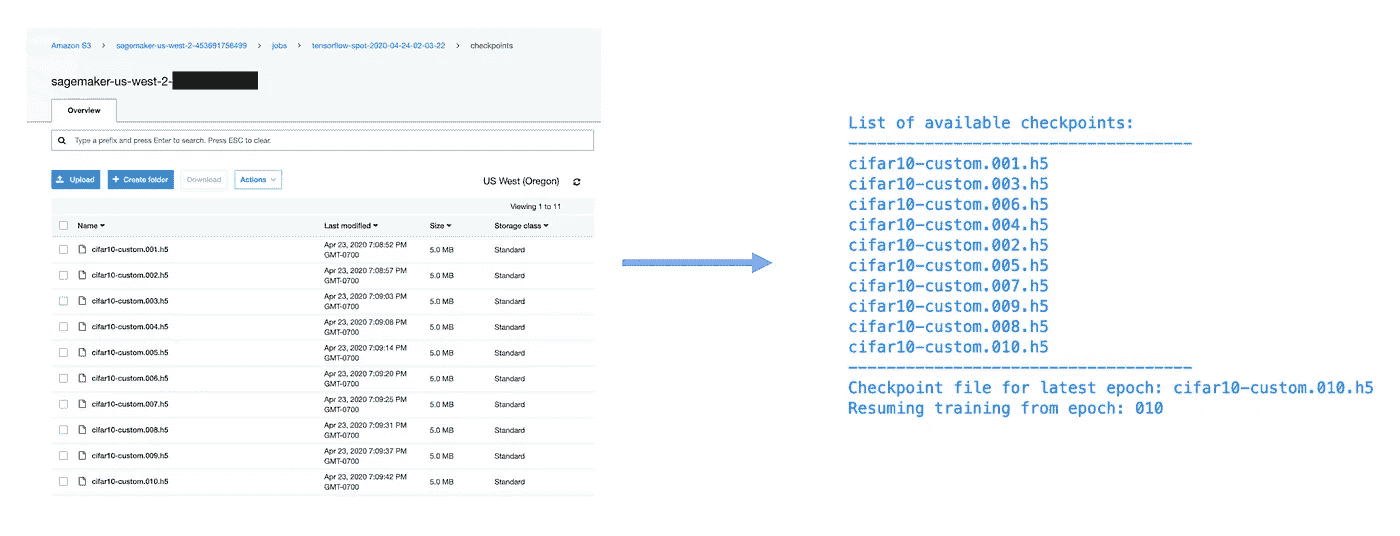 Amazon S3 > sagemaker-us-west-2-453691756499 > jobs > tensorflow-spot-2020-04-24-02-03-22 > checkpoints
sagemaker-us-west-2-
Overview
Type a prefix and press Enter to search. Press ESC to clear.
Upload + Create folder Download Actions
US West (Oregon)
Viewing 1 to 11
Name Last modified Size Storage class
cifar10-custom.001.h5 Apr 23, 2020 7:08:52 PM GMT-0700 5.0 MB Standard
cifar10-custom.002.h5 Apr 23, 2020 7:08:57 PM GMT-0700 5.0 MB Standard
cifar10-custom.003.h5 Apr 23, 2020 7:09:03 PM GMT-0700 5.0 MB Standard
cifar10-custom.004.h5 Apr 23, 2020 7:09:08 PM GMT-0700 5.0 MB Standard
cifar10-custom.005.h5 Apr 23, 2020 7:09:14 PM GMT-0700 5.0 MB Standard
cifar10-custom.006.h5 Apr 23, 2020 7:09:20 PM GMT-0700 5.0 MB Standard
cifar10-custom.007.h5 Apr 23, 2020 7:09:25 PM GMT-0700 5.0 MB Standard
cifar10-custom.008.h5 Apr 23, 2020 7:09:31 PM GMT-0700 5.0 MB Standard
cifar10-custom.009.h5 Apr 23, 2020 7:09:37 PM GMT-0700 5.0 MB Standard
cifar10-custom.010.h5 Apr 23, 2020 7:09:42 PM GMT-0700 5.0 MB Standard
List of available checkpoints:
------------------------------------
cifar10-custom.001.h5
cifar10-custom.003.h5
cifar10-custom.006.h5
cifar10-custom.004.h5
cifar10-custom.002.h5
cifar10-custom.005.h5
cifar10-custom.007.h5
cifar10-custom.009.h5
cifar10-custom.008.h5
cifar10-custom.010.h5
------------------------------------
Checkpoint file for latest epoch: cifar10-custom.010.h5
Resuming training from epoch: 010